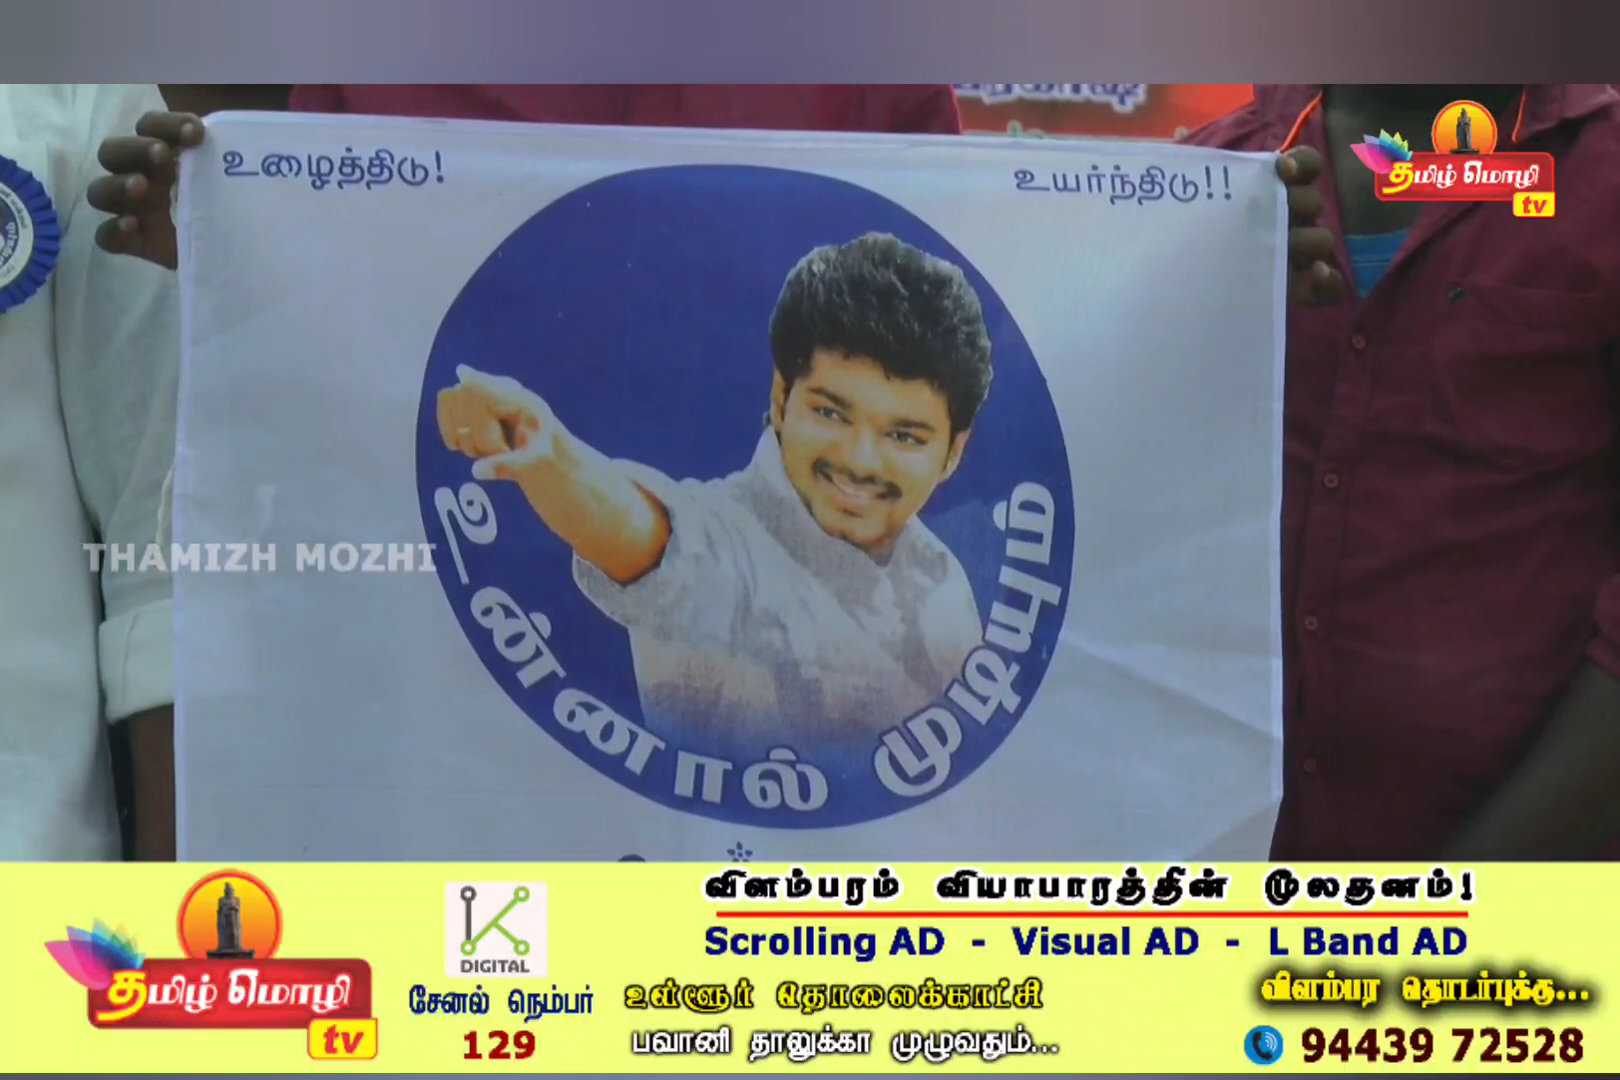 உழைத்திடு!
உயர்ந்திடு!!
தமிழ் மொழி
tv
THAMIZH MOZHI
உன்னால் முடியும்
விளம்பரம் வியாபாரத்தின் மூலதனம்!
Scrolling AD - Visual AD - L Band AD
தமிழ் மொழி
tv
DIGITAL
சேனல் நெம்பர்
129
உள்ளூர் தொலைக்காட்சி
பவானி தாலுக்கா முழுவதும்...
விளம்பர தொடர்புக்கு...
94439 72528